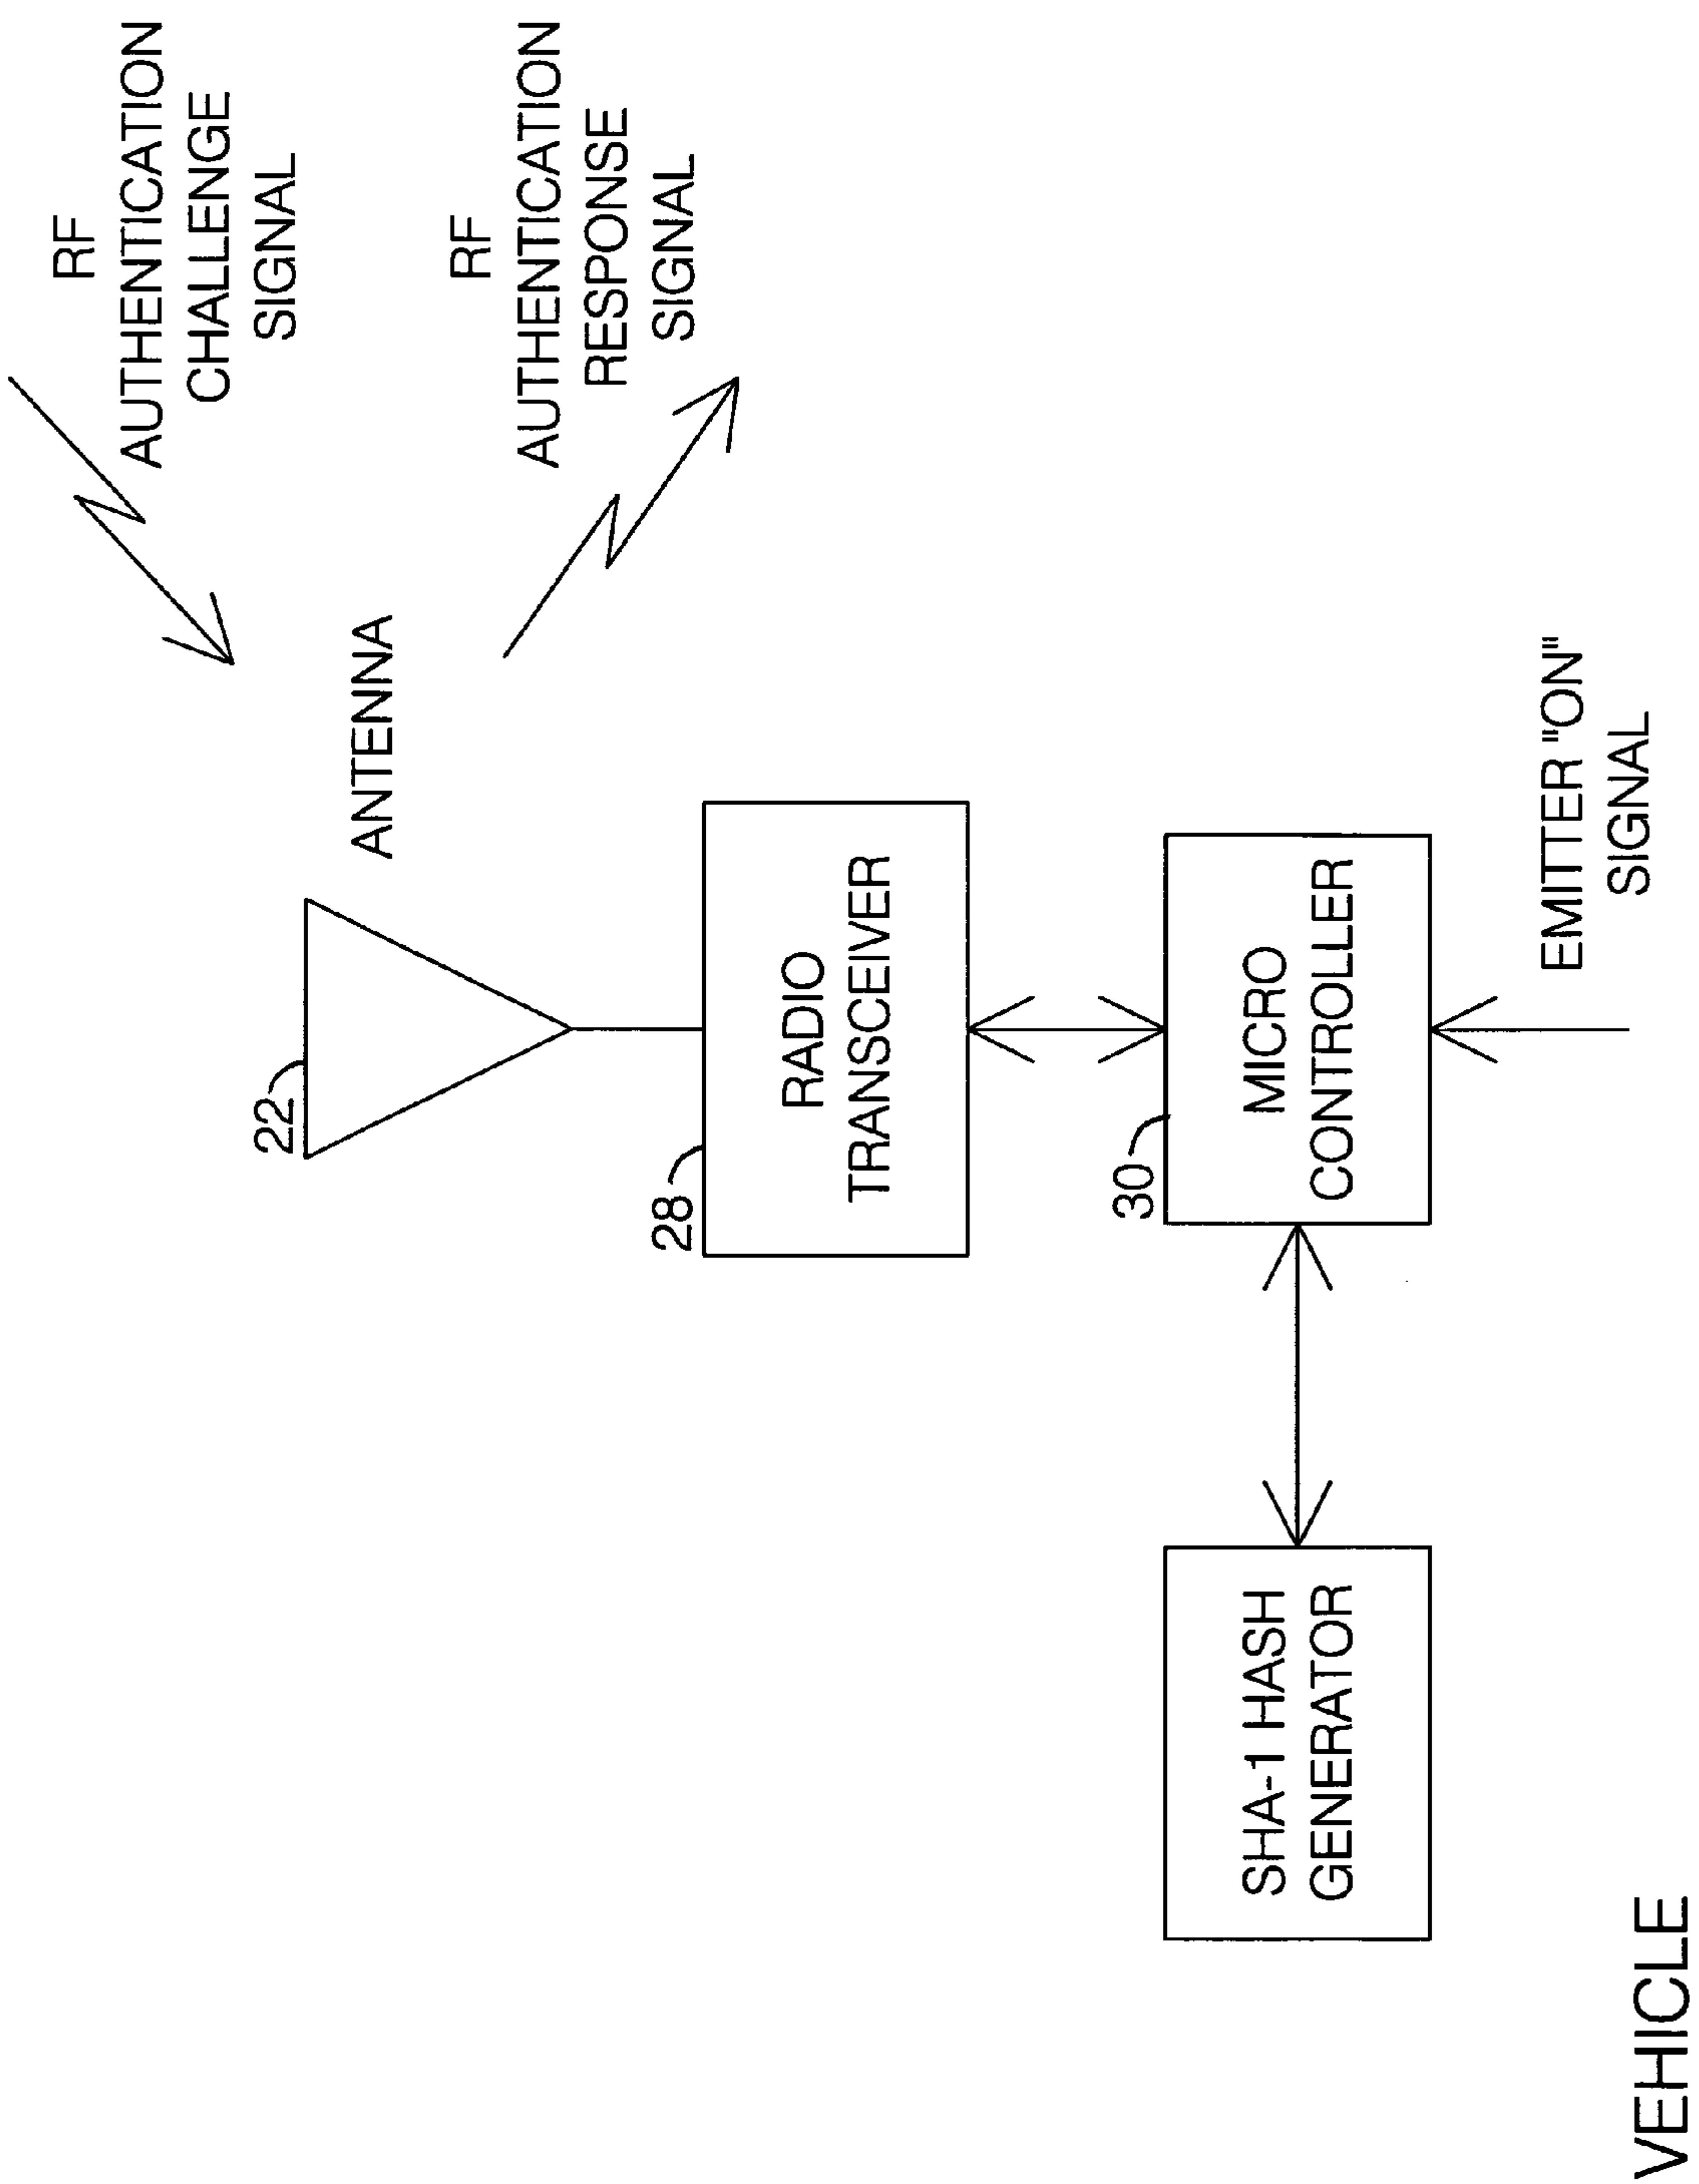 RF
AUTHENTICATION
CHALLENGE
SIGNAL
ANTENNA
22
RF
AUTHENTICATION
RESPONSE
SIGNAL
28
RADIO
TRANSCEIVER
30
MICRO
CONTROLLER
SHA-1 HASH
GENERATOR
EMITTER "ON"
SIGNAL
VEHICLE